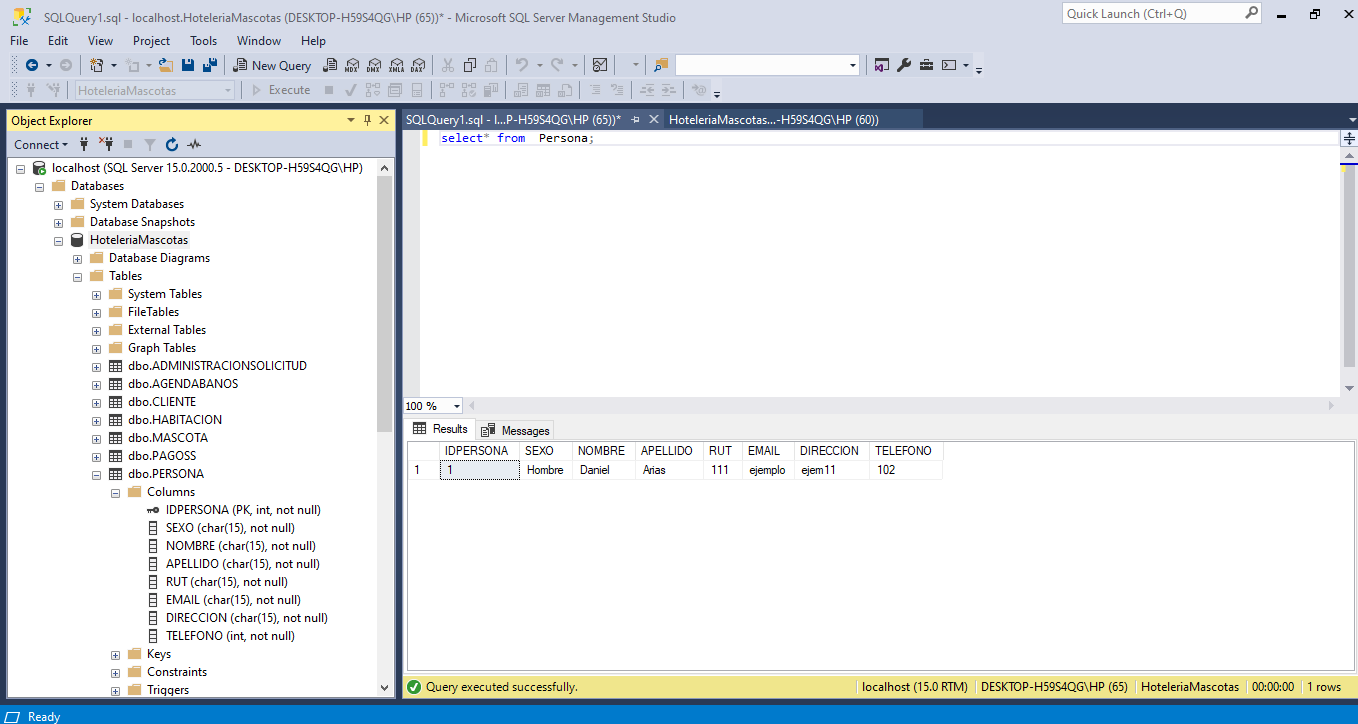 SQLQuery1.sql - localhost.HoteleriaMascotas (DESKTOP-H59S4QG\HP (65))* - Microsoft SQL Server Management Studio
Quick Launch (Ctrl+Q)
File Edit View Project Tools Window Help
New Query MDX DMX XMLA DAX
HoteleriaMascotas Execute
Object Explorer
Connect
localhost (SQL Server 15.0.2000.5 - DESKTOP-H59S4QG\HP)
Databases
System Databases
Database Snapshots
HoteleriaMascotas
Database Diagrams
Tables
System Tables
FileTables
External Tables
Graph Tables
dbo.ADMINISTRACIONSOLICITUD
dbo.AGENDABANOS
dbo.CLIENTE
dbo.HABITACION
dbo.MASCOTA
dbo.PAGOSS
dbo.PERSONA
Columns
IDPERSONA (PK, int, not null)
SEXO (char(15), not null)
NOMBRE (char(15), not null)
APELLIDO (char(15), not null)
RUT (char(15), not null)
EMAIL (char(15), not null)
DIRECCION (char(15), not null)
TELEFONO (int, not null)
Keys
Constraints
Triggers
SQLQuery1.sql - l...P-H59S4QG\HP (65))* HoteleriaMascotas...-H59S4QG\HP (60))
select* from  Persona;
100 %
Results Messages
IDPERSONA SEXO NOMBRE APELLIDO RUT EMAIL DIRECCION TELEFONO
1 1 Hombre Daniel Arias 111 ejemplo ejem11 102
Query executed successfully. localhost (15.0 RTM) DESKTOP-H59S4QG\HP (65) HoteleriaMascotas 00:00:00 1 rows
Ready